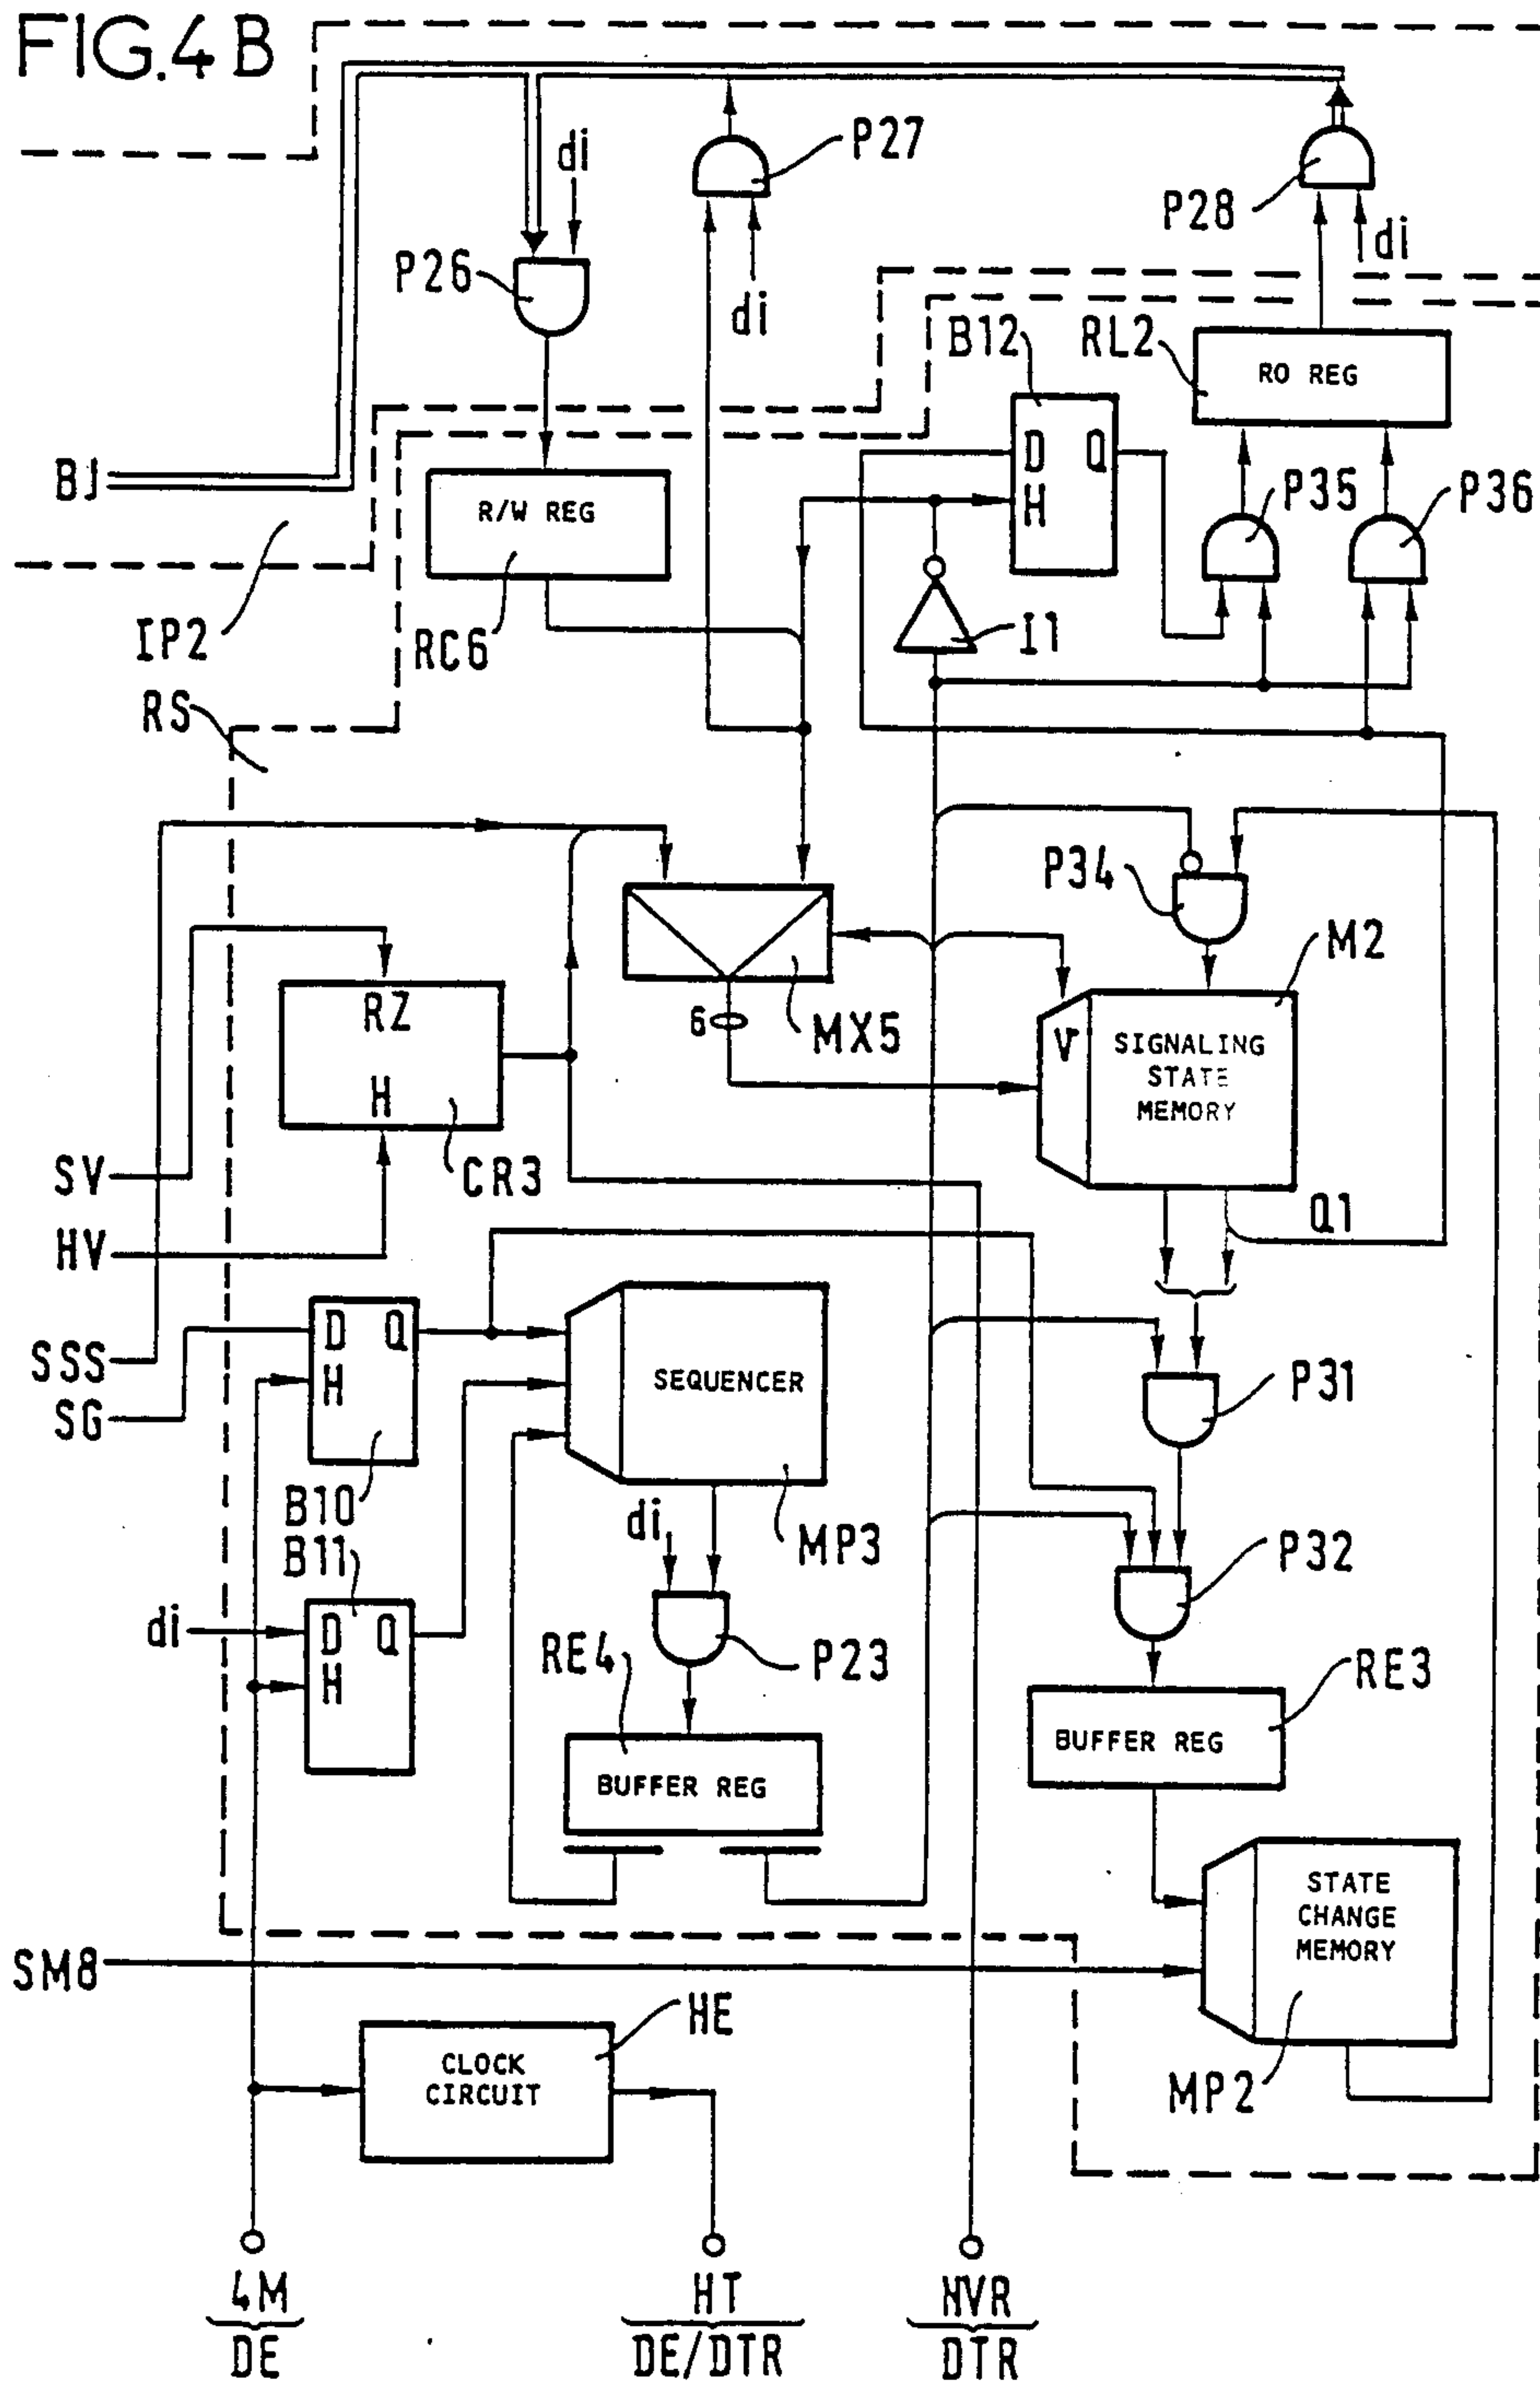 FIG.4 B
di
P27
P28
di
P26
di
B12
RL2
RO REG
BJ
D Q
H
P35
P36
R/W REG
IP2
RC6
I1
RS
P34
M2
RZ
H
6
MX5
V
SIGNALING
STATE
MEMORY
SV
CR3
HV
Q1
D Q
H
SSS
SG
SEQUENCER
P31
B10
B11
di
MP3
P32
di
D Q
H
RE4
P23
RE3
BUFFER REG
BUFFER REG
STATE
CHANGE
MEMORY
SM8
HE
CLOCK
CIRCUIT
MP2
4M
DE
HT
DE/DTR
NVR
DTR